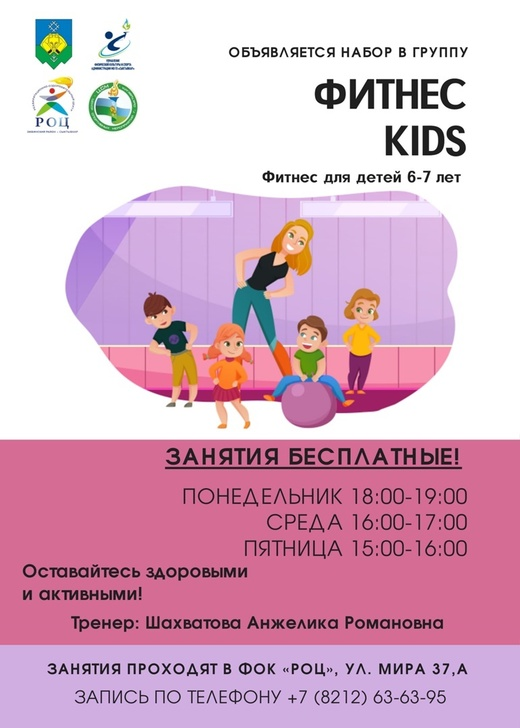 ОБЪЯВЛЯЕТСЯ НАБОР В ГРУППУ
ФИТНЕС
KIDS
Фитнес для детей 6-7 лет
РОЦ
ЗАНЯТИЯ БЕСПЛАТНЫЕ!
ПОНЕДЕЛЬНИК 18:00-19:00
СРЕДА 16:00-17:00
ПЯТНИЦА 15:00-16:00
Оставайтесь здоровыми
и активными!
Тренер: Шахватова Анжелика Романовна
ЗАНЯТИЯ ПРОХОДЯТ В ФОК «РОЦ», УЛ. МИРА 37,А
ЗАПИСЬ ПО ТЕЛЕФОНУ +7 (8212) 63-63-95